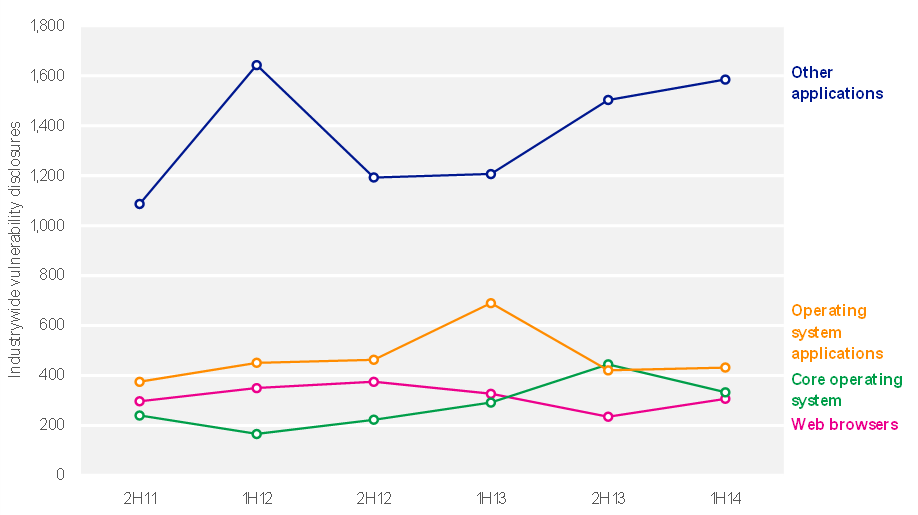 1,800
1,600
1,400
1,200
1,000
800
600
400
200
0
Industrywide vulnerability disclosures
2H11
1H12
2H12
1H13
2H13
1H14
Other
applications
Operating
system
applications
Core operating
system
Web browsers